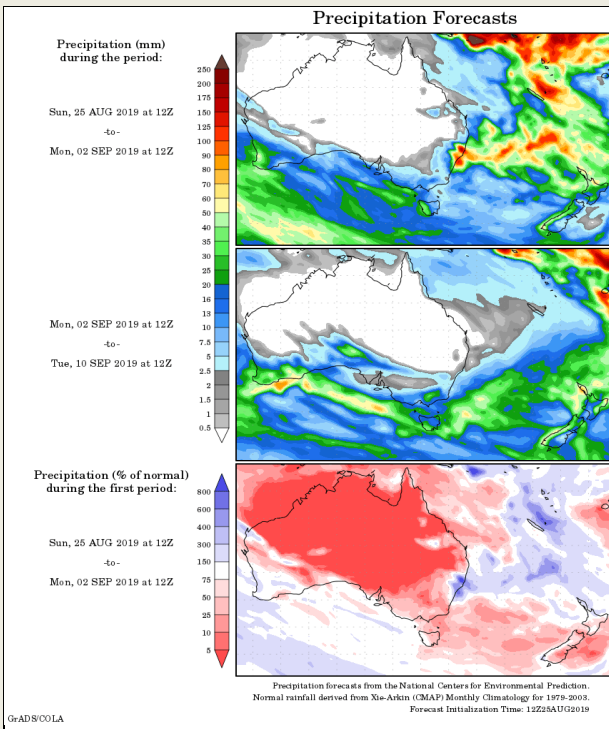 Precipitation Forecasts
Precipitation (mm)
during the period:
Sun, 25 AUG 2019 at 12Z
-to-
Mon, 02 SEP 2019 at 12Z
250
200
175
150
125
100
90
80
70
60
50
40
35
30
25
20
16
13
10
7.5
5
2.5
2
1.5
1
0.5
Mon, 02 SEP 2019 at 12Z
-to-
Tue, 10 SEP 2019 at 12Z
Precipitation (% of normal)
during the first period:
Sun, 25 AUG 2019 at 12Z
-to-
Mon, 02 SEP 2019 at 12Z
800
600
400
300
150
75
50
25
10
5
Precipitation forecasts from the National Centers for Environmental Prediction.
Normal rainfall derived from Xie-Arkin (CMAP) Monthly Climatology for 1979-2003.
Forecast Initialization Time: 12Z25AUG2019
GrADS/COLA